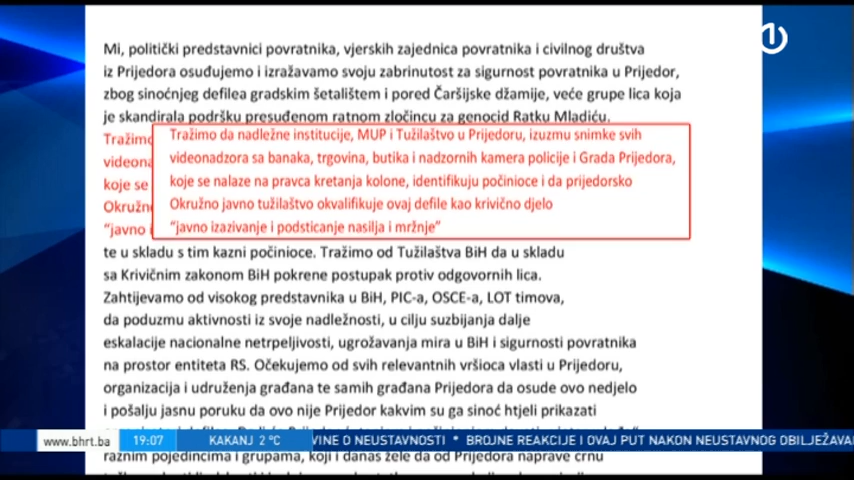 Mi, politički predstavnici povratnika, vjerskih zajednica povratnika i civilnog društva
iz Prijedora osuđujemo i izražavamo svoju zabrinutost za sigurnost povratnika u Prijedor,
zbog sinoćnjeg defilea gradskim šetalištem i pored Čaršijske džamije, veće grupe lica koja
je skandirala podršku presuđenom ratnom zločincu za genocid Ratku Mladiću.
Tražimo
koje se
Okružno
"javno
Tražimo da nadležne institucije, MUP i Tužilaštvo u Prijedoru, izuzmu snimke svih
videonadzora sa banaka, trgovina, butika i nadzornih kamera policije i Grada Prijedora,
koje se nalaze na pravca kretanja kolone, identifikuju počinioce i da prijedorsko
Okružno javno tužilaštvo okvalifikuje ovaj defile kao krivično djelo
"javno izazivanje i podsticanje nasilja i mržnje"
te u skladu s tim kazni počinioce. Tražimo od Tužilaštva BiH da u skladu
sa Krivičnim zakonom BiH pokrene postupak protiv odgovornih lica.
Zahtijevamo od visokog predstavnika u BiH, PIC-a, OSCE-a, LOT timova,
da poduzmu aktivnosti iz svoje nadležnosti, u cilju suzbijanja dalje
eskalacije nacionalne netrpeljivosti, ugrožavanja mira u BiH i sigurnosti povratnika
na prostor entiteta RS. Očekujemo od svih relevantnih vršioca vlasti u Prijedoru,
organizacija i udruženja građana te samih građana Prijedora da osude ovo nedjelo
i pošalju jasnu poruku da ovo nije Prijedor kakvim su ga sinoć htjeli prikazati
www.bhrt.ba 19:07 KAKANJ 2 °C VINE O NEUSTAVNOSTI * BROJNE REAKCIJE I OVAJ PUT NAKON NEUSTAVNOG OBILJEŽAVA
raznim pojedincima i grupama, koji i danas žele da od Prijedora naprave crnu